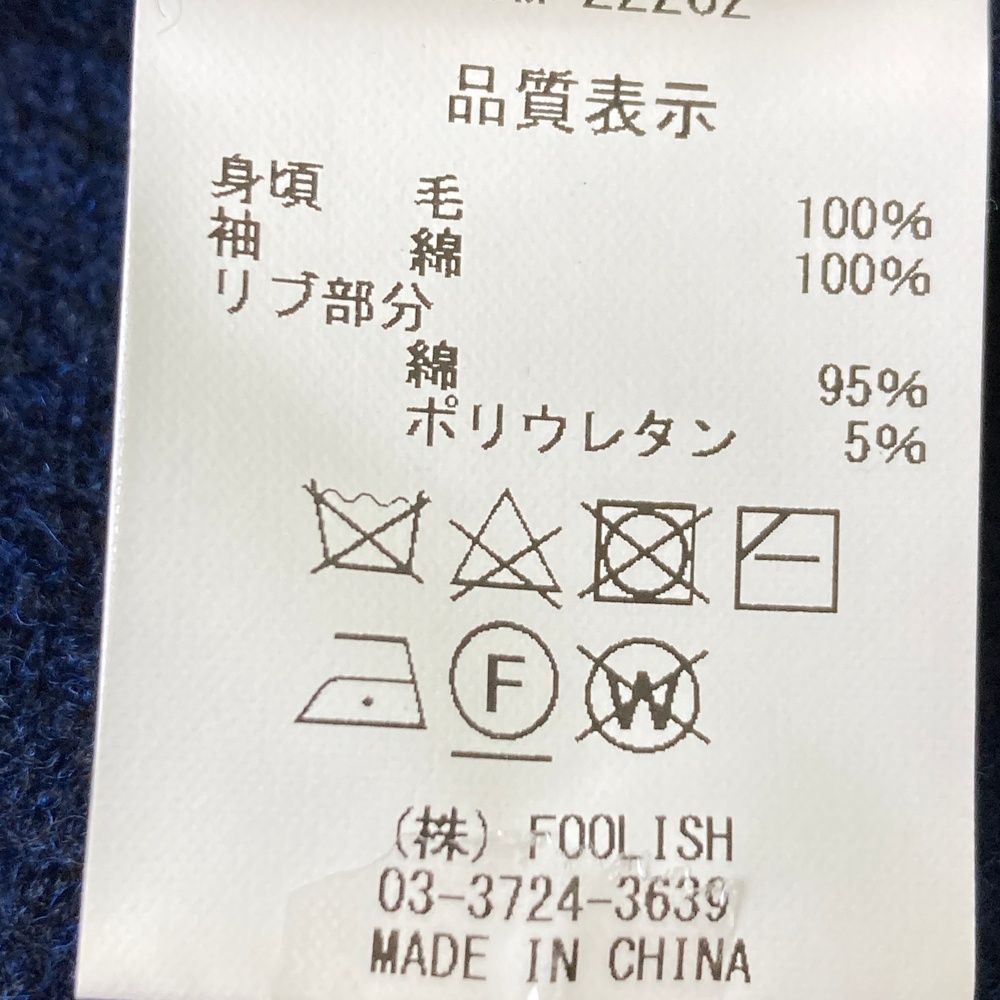 品質表示
身頃 毛 100%
袖 綿 100%
リブ部分
綿 95%
ポリウレタン 5%
F
W
(株) FOOLISH
03-3724-3639
MADE IN CHINA